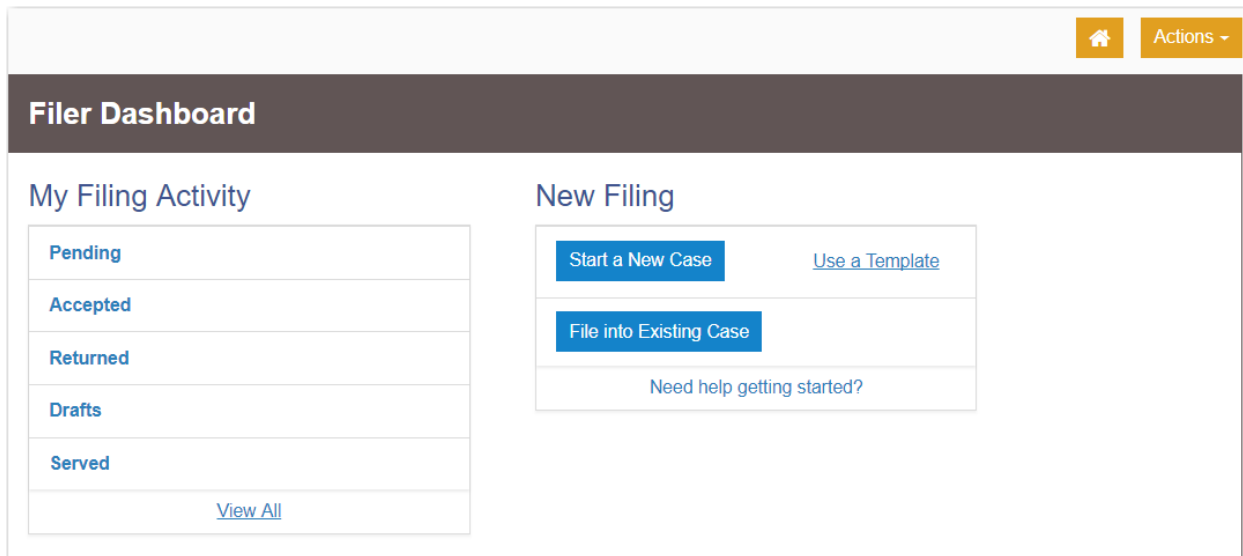 Actions
Filer Dashboard
My Filing Activity
Pending
Accepted
Returned
Drafts
Served
View All
New Filing
Start a New Case
Use a Template
File into Existing Case
Need help getting started?